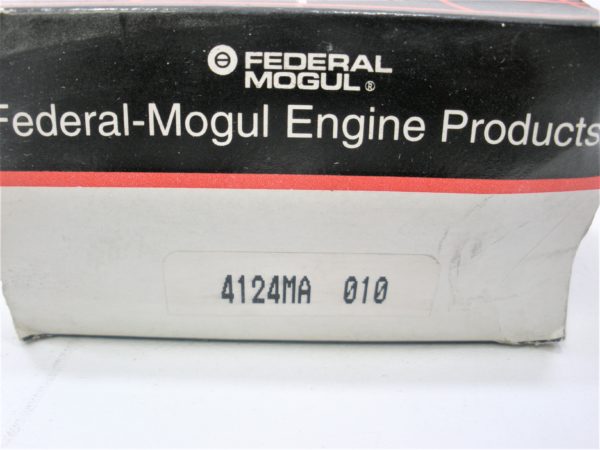 FEDERAL
MOGUL®
Federal-Mogul Engine Products
4124MA 010